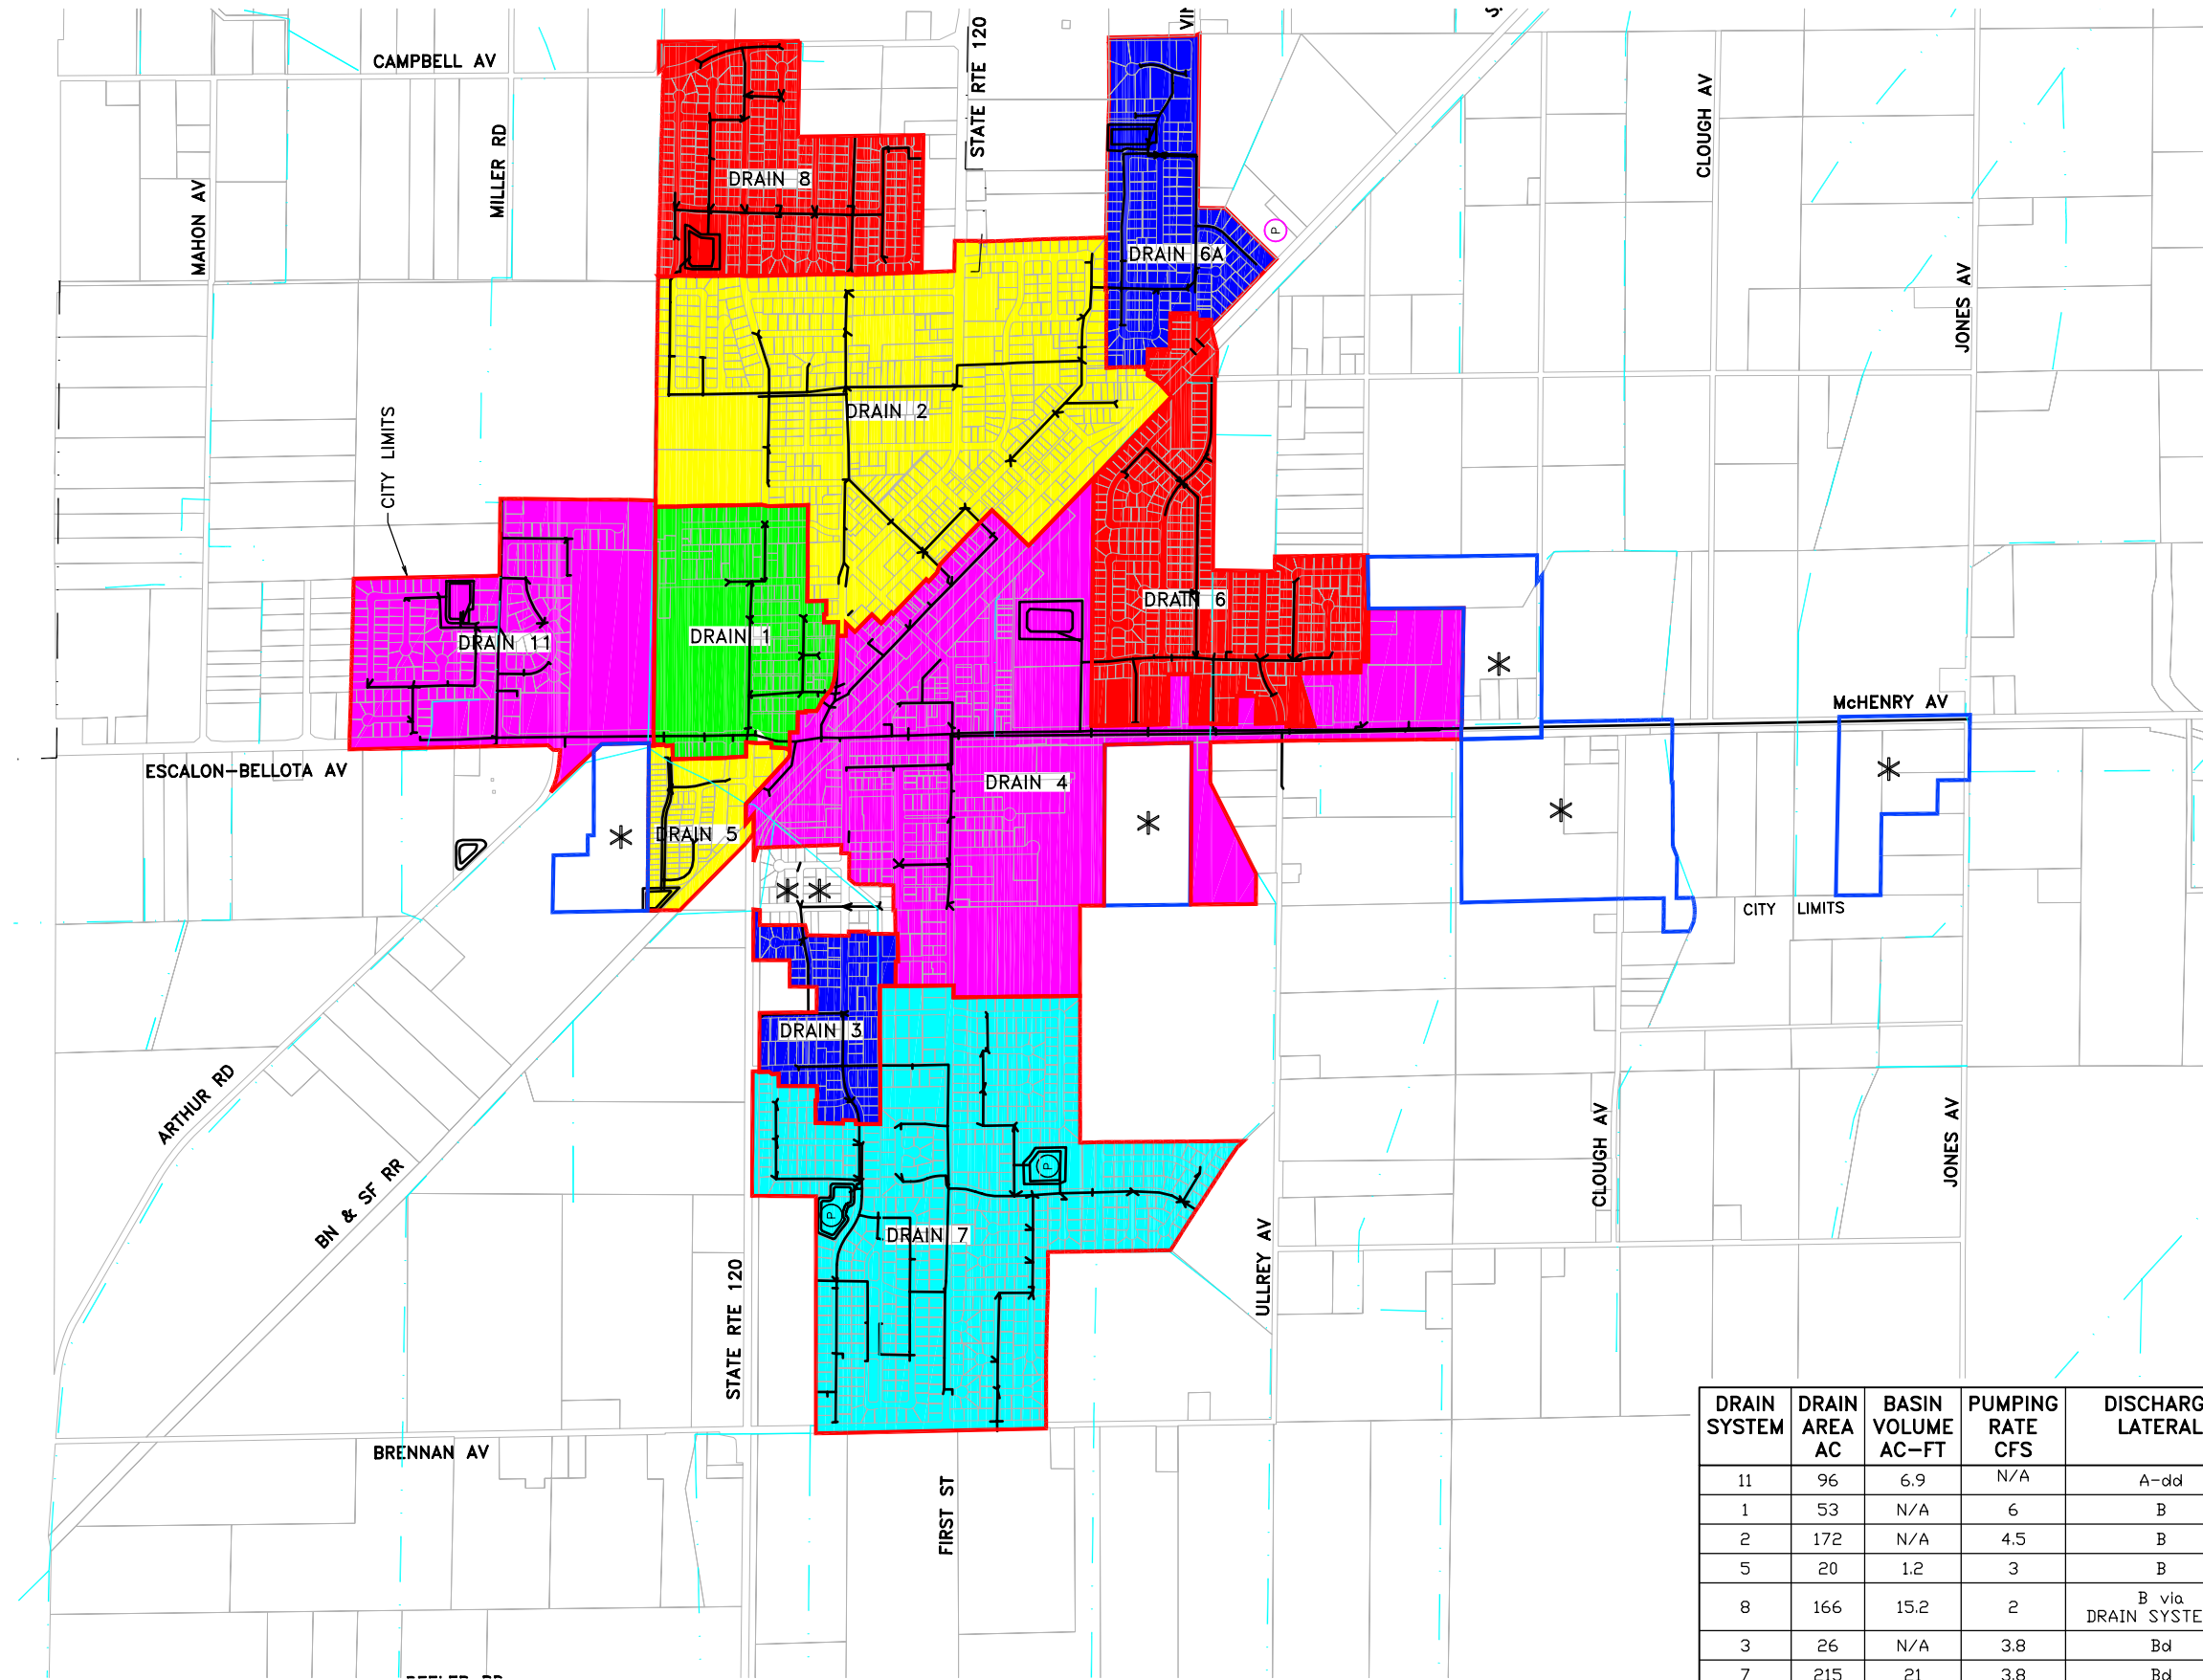 CAMPBELL AV
MILLER RD
MAHON AV
STATE RTE 120
CLOUGH AV
JONES AV
DRAIN 8
DRAIN 6A
P
DRAIN 2
CITY LIMITS
DRAIN 11
DRAIN 1
DRAIN 6
*
McHENRY AV
ESCALON-BELLOTA AV
DRAIN 4
*
*
*
*
DRAIN 5
* *
CITY LIMITS
DRAIN 3
ARTHUR RD
BN & SF RR
CLOUGH AV
JONES AV
P
P
DRAIN 7
ULLREY AV
STATE RTE 120
BRENNAN AV
FIRST ST
DRAIN SYSTEM DRAIN AREA AC BASIN VOLUME AC-FT PUMPING RATE CFS DISCHARG LATERAL
11 96 6.9 N/A A-dd
1 53 N/A 6 B
2 172 N/A 4.5 B
5 20 1.2 3 B
8 166 15.2 2 B via DRAIN SYSTE
3 26 N/A 3.8 Bd
7 215 21 3.8 Bd